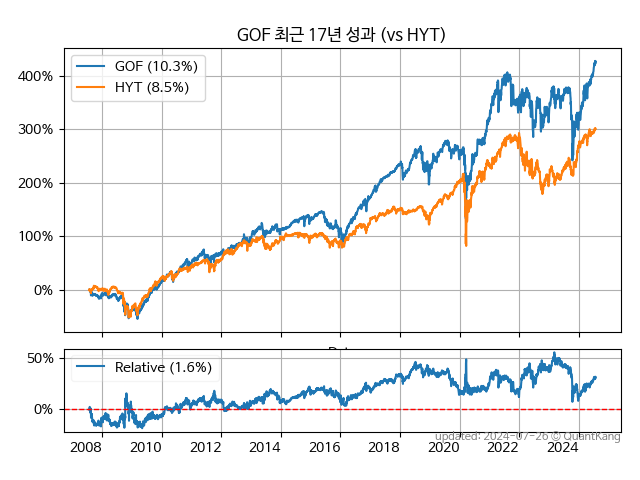 GOF 최근 17년 성과 (vs HYT)
GOF (10.3%)
HYT (8.5%)
400%
300%
200%
100%
0%
Relative (1.6%)
50%
0%
2008 2010 2012 2014 2016 2018 2020 2022 2024
updated: 2024-07-26 © QuantKang